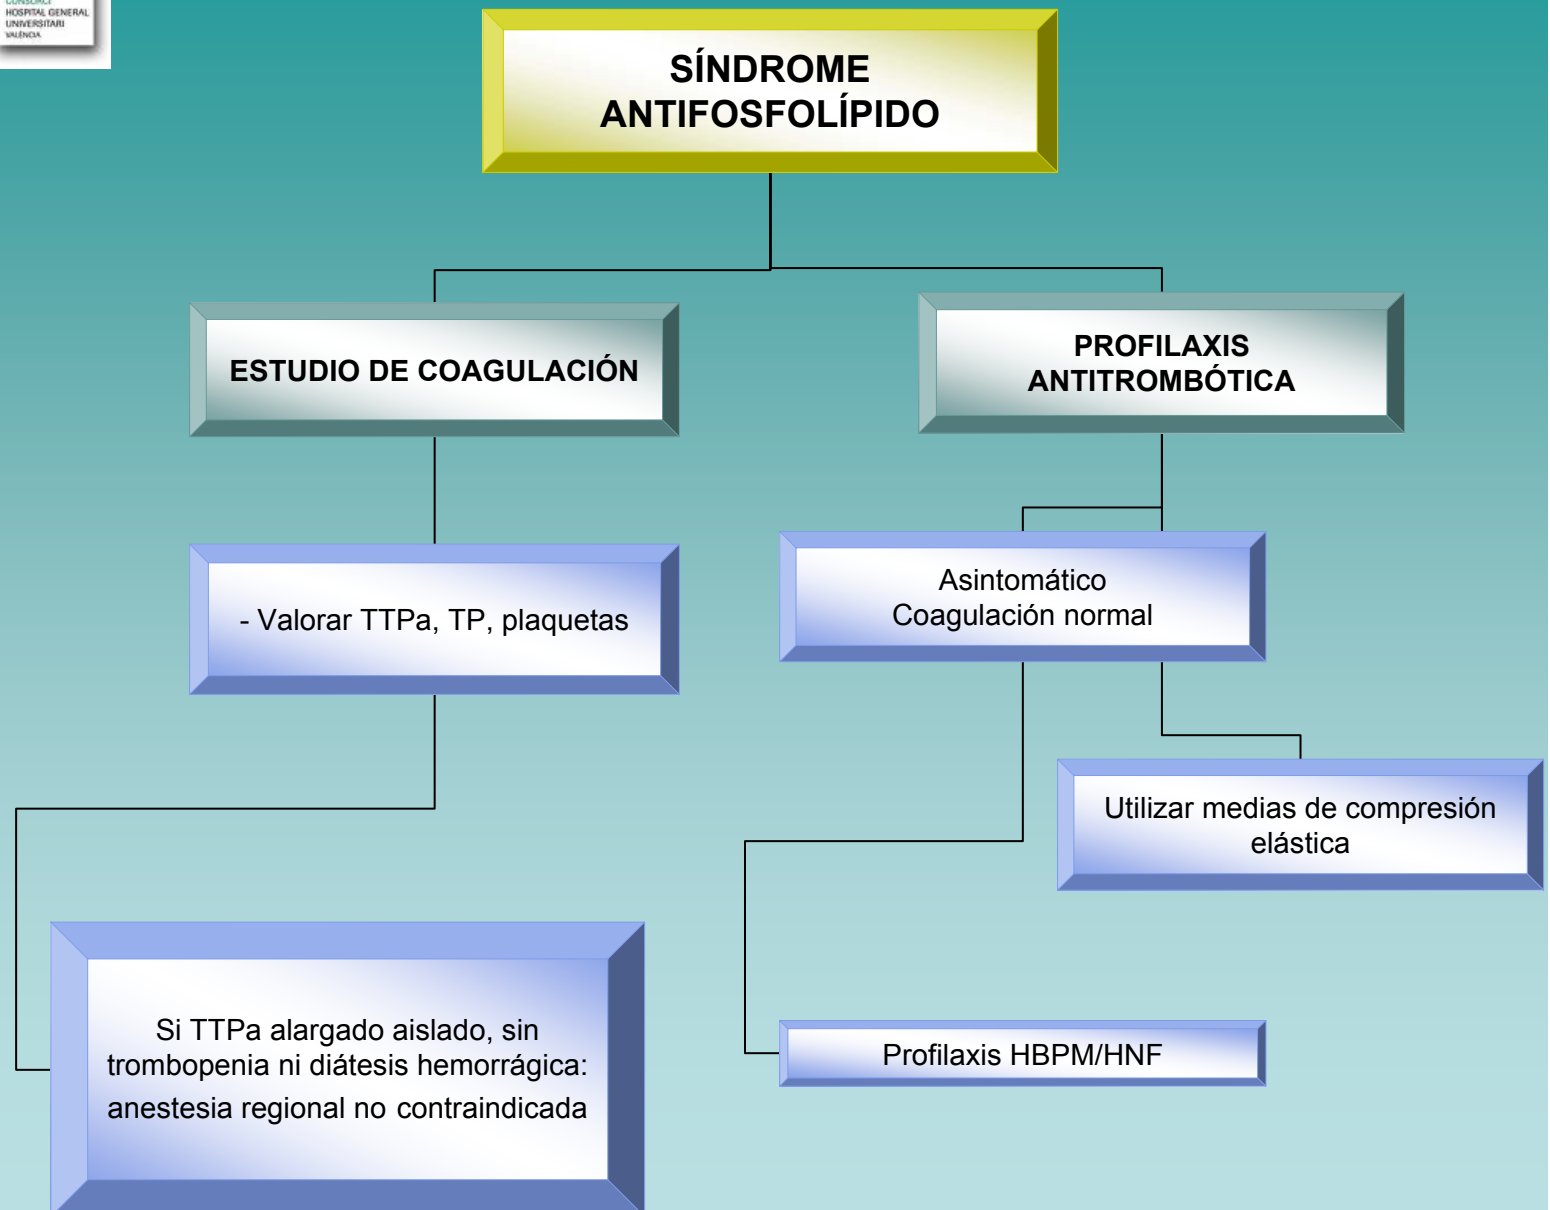 CONSORCI
HOSPITAL GENERAL
UNIVERSITARI
VALÈNCIA
SÍNDROME
ANTIFOSFOLÍPIDO
ESTUDIO DE COAGULACIÓN
PROFILAXIS
ANTITROMBÓTICA
- Valorar TTPa, TP, plaquetas
Asintomático
Coagulación normal
Utilizar medias de compresión
elástica
Si TTPa alargado aislado, sin
trombopenia ni diátesis hemorrágica:
anestesia regional no contraindicada
Profilaxis HBPM/HNF